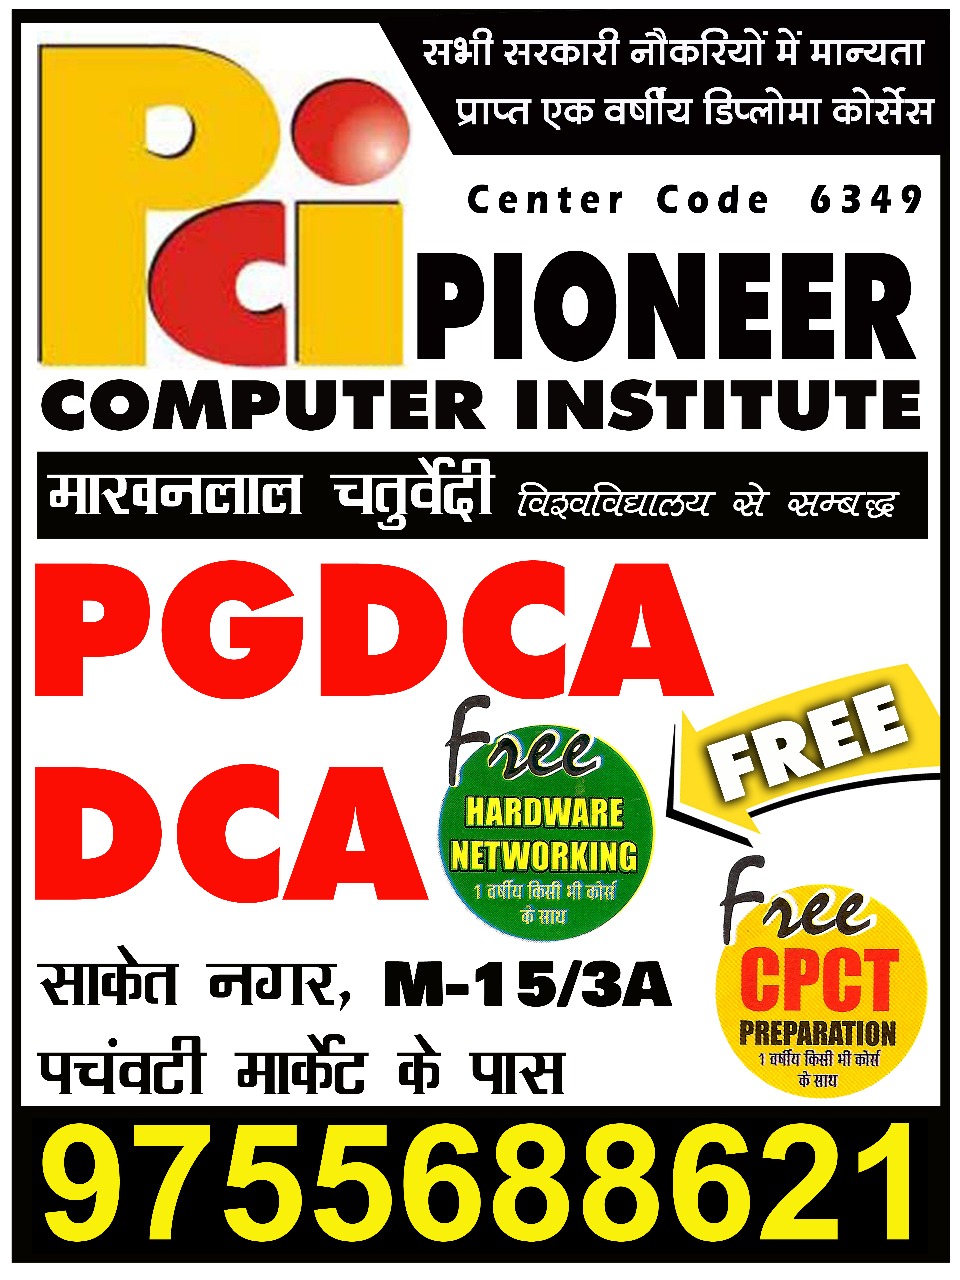 सभी सरकारी नौकरियों में मान्यता
प्राप्त एक वर्षीय डिप्लोमा कोर्सेस
Pci
Center Code 6349
PIONEER
COMPUTER INSTITUTE
माखनलाल चतुर्वेदी विश्वविद्यालय से सम्बद्ध
PGDCA
FREE
DCA
Free
HARDWARE
NETWORKING
1 वर्षीय किसी भी कोर्स
के साथ
Free
CPCT
PREPARATION
1 वर्षीय किसी भी कोर्स
के साथ
साकेत नगर, M-15/3A
पचंवटी मार्केट के पास
9755688621